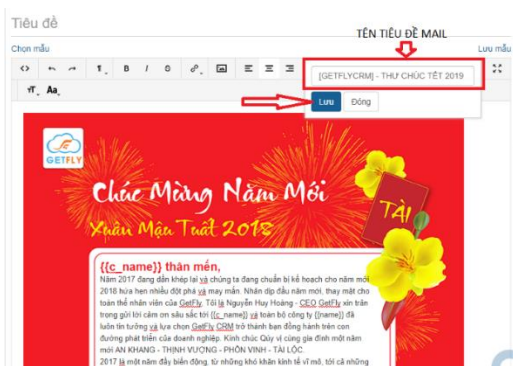 Tiêu đề
TÊN TIÊU ĐỀ MAIL
Chọn mẫu
Lưu mẫu
B I
[GETFLYCRM] - THƯ CHÚC TẾT 2019
Aa
Lưu Đóng
GETFLY
Chúc Mừng Năm Mới
Xuân Mậu Tuất 2018
TÀI
{{c_name}} thân mến,
Năm 2017 đang dần khép lại và chúng ta đang chuẩn bị kế hoạch cho năm mới
2018 hứa hẹn nhiều đột phá và may mắn. Nhân dịp đầu năm mới, thay mặt cho
toàn thể nhân viên của GetFly. Tôi là Nguyễn Huy Hoàng - CEO GetFly xin trân
trọng gửi lời cảm ơn sâu sắc tới {{c_name}} và toàn bộ công ty {{name}} đã
luôn tin tưởng và lựa chọn GetFly CRM trở thành bạn đồng hành trên con
đường phát triển của doanh nghiệp. Kính chúc Qúy vị cùng gia đình một năm
mới AN KHANG - THỊNH VƯỢNG - PHỒN VINH - TÀI LỘC.
2017 là một năm đầy biến động, từ những khó khăn kinh tế vĩ mô, tới cả những